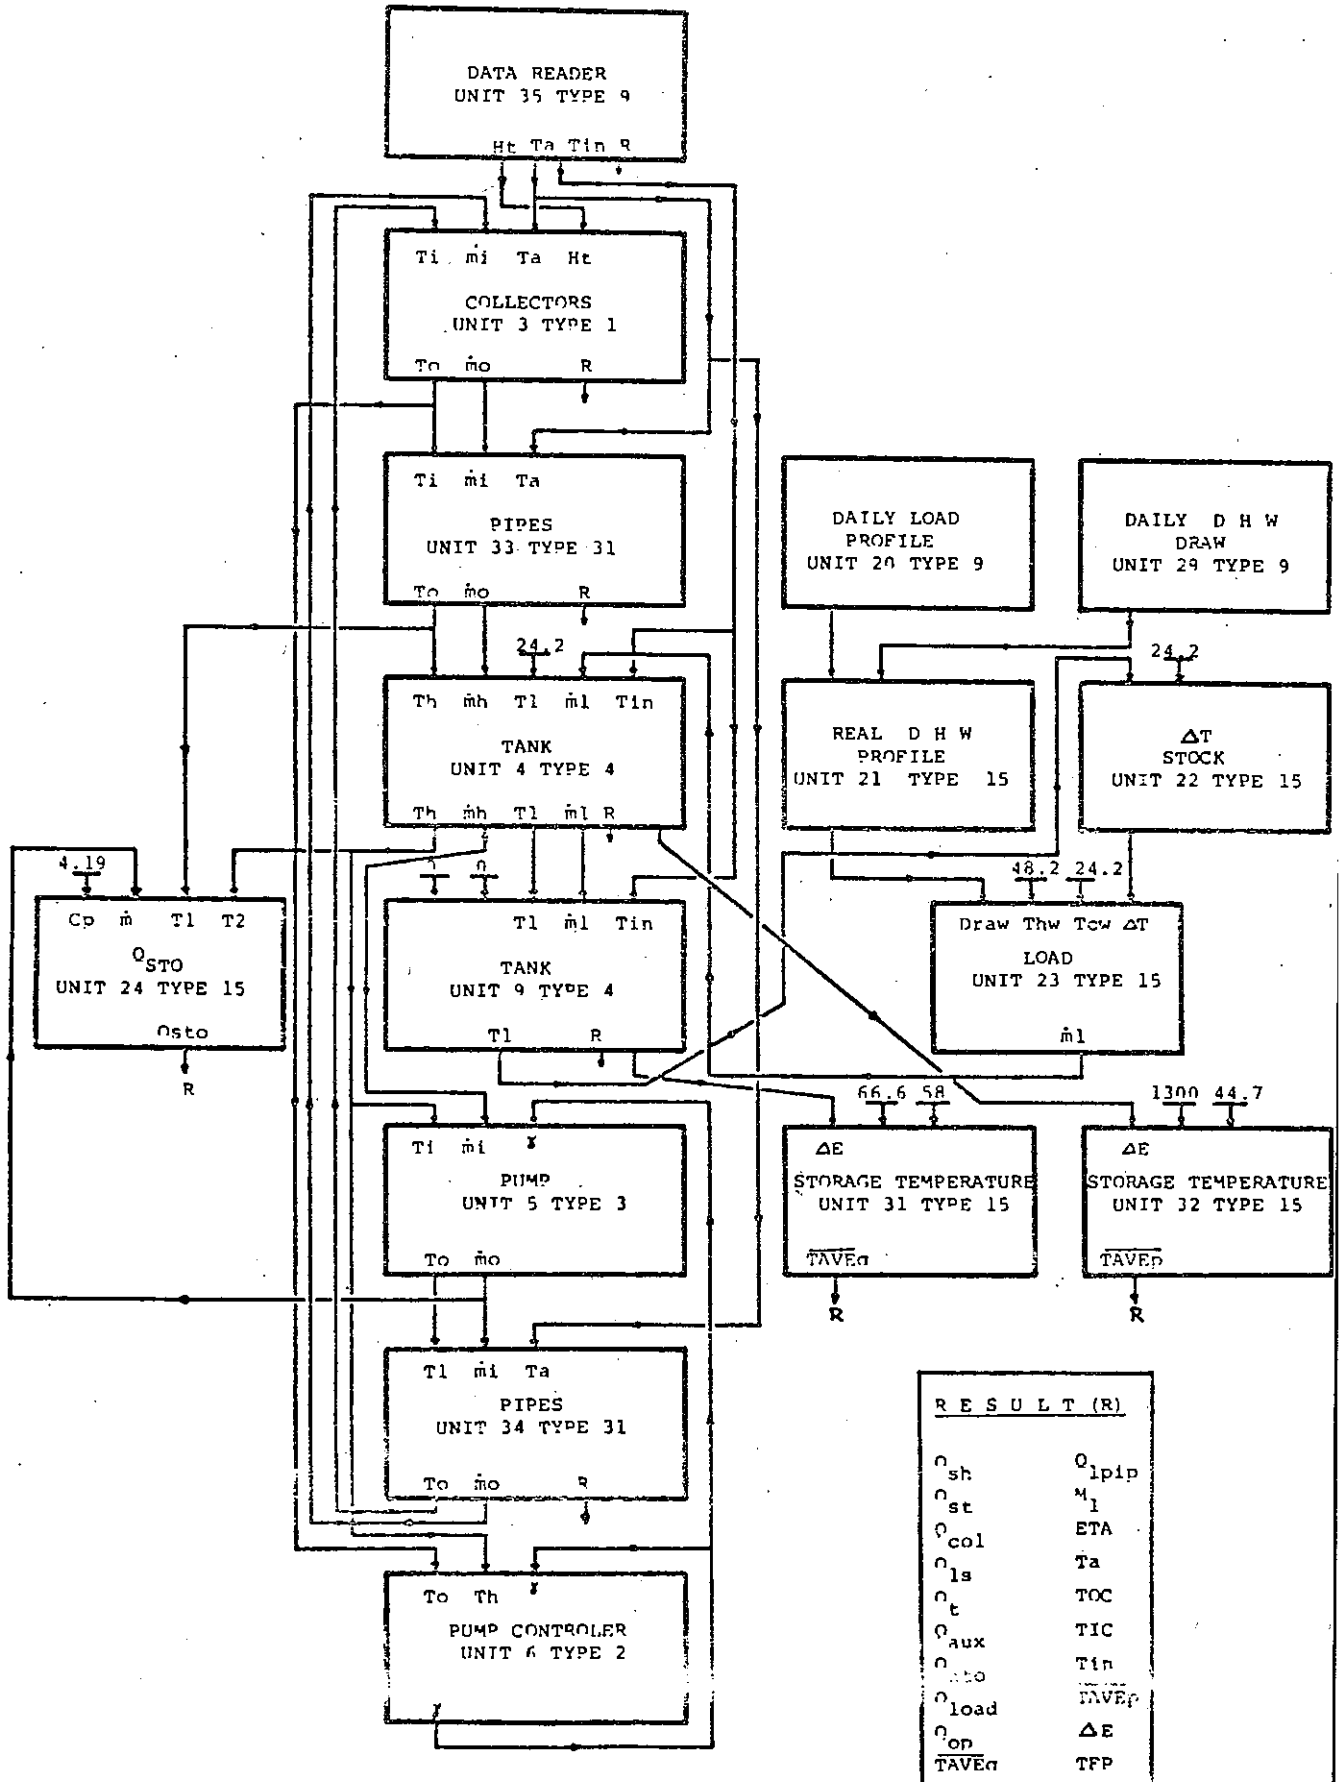 DATA READER
UNIT 35 TYPE 9
Ht Ta Tin R
Ti ṁi Ta Ht
COLLECTORS
UNIT 3 TYPE 1
To ṁo R
Ti ṁi Ta
PIPES
UNIT 33 TYPE 31
To ṁo R
DAILY LOAD
PROFILE
UNIT 20 TYPE 9
DAILY D H W
DRAW
UNIT 29 TYPE 9
24.2
Th ṁh Tl ṁl Tin
TANK
UNIT 4 TYPE 4
Th ṁh Tl ṁl R
REAL D H W
PROFILE
UNIT 21 TYPE 15
24.2
ΔT
STOCK
UNIT 22 TYPE 15
4.19
Cp ṁ T1 T2
QSTO
UNIT 24 TYPE 15
Qsto
R
0 0
Tl ṁl Tin
TANK
UNIT 9 TYPE 4
Tl R
48.2 24.2
Draw Thw Tcw ΔT
LOAD
UNIT 23 TYPE 15
ṁl
Ti ṁi γ
PUMP
UNIT 5 TYPE 3
To ṁo
66.6 58
ΔE
STORAGE TEMPERATURE
UNIT 31 TYPE 15
TAVEa
R
1300 44.7
ΔE
STORAGE TEMPERATURE
UNIT 32 TYPE 15
TAVEp
R
Tl ṁi Ta
PIPES
UNIT 34 TYPE 31
To ṁo R
To Th γ
PUMP CONTROLER
UNIT 6 TYPE 2
γ
R E S U L T (R)
Qsh Qlpip
Qst Ml
Qcol ETA
Qls Ta
Qt TOC
Qaux TIC
Qsto Tin
Qload TAVEp
Qop ΔE
TAVEa TFP